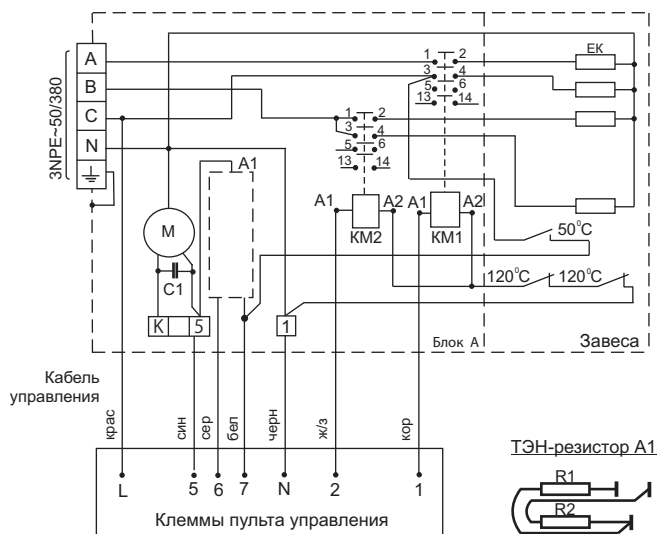 3NPE~50/380
A
B
C
N
1 2
3 4
5 6
13 14
EK
1 2
3 4
5 6
13 14
A1
A1 A2
KM2
A1 A2
KM1
50°C
M
C1
120°C 120°C
K 5
1
Блок А
Завеса
Кабель
управления
крас
син
сер
бел
черн
ж/з
кор
L 5 6 7 N 2 1
Клеммы пульта управления
ТЭН-резистор А1
R1
R2